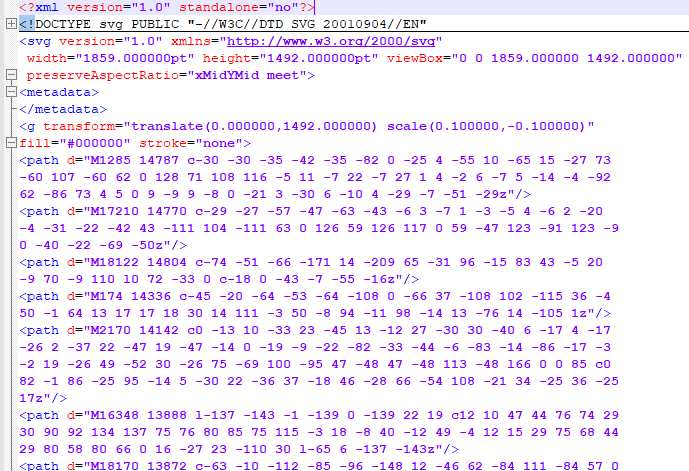 <?xml version="1.0" standalone="no"?>
<!DOCTYPE svg PUBLIC "-//W3C//DTD SVG 20010904//EN"
<svg version="1.0" xmlns="http://www.w3.org/2000/svg"
width="1859.000000pt" height="1492.000000pt" viewBox="0 0 1859.000000 1492.000000"
preserveAspectRatio="xMidYMid meet">
<metadata>
</metadata>
<g transform="translate(0.000000,1492.000000) scale(0.100000,-0.100000)"
fill="#000000" stroke="none">
<path d="M1285 14787 c-30 -30 -35 -42 -35 -82 0 -25 4 -55 10 -65 15 -27 73
-60 107 -60 62 0 128 71 108 116 -5 11 -7 22 -7 27 1 4 -2 6 -7 5 -14 -4 -92
62 -86 73 4 5 0 9 -9 9 -8 0 -21 3 -30 6 -10 4 -29 -7 -51 -29z"/>
<path d="M17210 14770 c-29 -27 -57 -47 -63 -43 -6 3 -7 1 -3 -5 4 -6 2 -20
-4 -31 -22 -42 43 -111 104 -111 63 0 126 59 126 117 0 59 -47 123 -91 123 -9
0 -40 -22 -69 -50z"/>
<path d="M18122 14804 c-74 -51 -66 -171 14 -209 65 -31 96 -15 83 43 -5 20
-9 70 -9 110 l0 72 -33 0 c-18 0 -43 -7 -55 -16z"/>
<path d="M174 14336 c-45 -20 -64 -53 -64 -108 0 -66 37 -108 102 -115 36 -4
50 -1 64 13 17 17 18 30 14 111 -3 50 -8 94 -11 98 -14 13 -76 14 -105 1z"/>
<path d="M2170 14142 c0 -13 10 -33 23 -45 13 -12 27 -30 30 -40 6 -17 4 -17
-26 2 -37 22 -47 19 -47 -14 0 -19 -9 -22 -82 -33 -44 -6 -83 -14 -86 -17 -3
-2 19 -26 49 -52 30 -26 75 -69 100 -95 47 -48 47 -48 113 -48 l66 0 0 85 c0
82 -1 86 -25 95 -14 5 -30 22 -36 37 -18 46 -28 66 -54 108 -21 34 -25 36 -25
17z"/>
<path d="M16348 13888 l-137 -143 -1 -139 0 -139 22 19 c12 10 47 44 76 74 29
30 90 92 134 137 75 76 80 85 75 115 -3 18 -8 40 -12 49 -4 12 15 29 75 68 44
29 80 58 80 66 0 16 -27 23 -110 30 l-65 6 -137 -143z"/>
<path d="M18170 13872 c-63 -10 -112 -85 -96 -148 12 -46 62 -84 111 -84 57 0